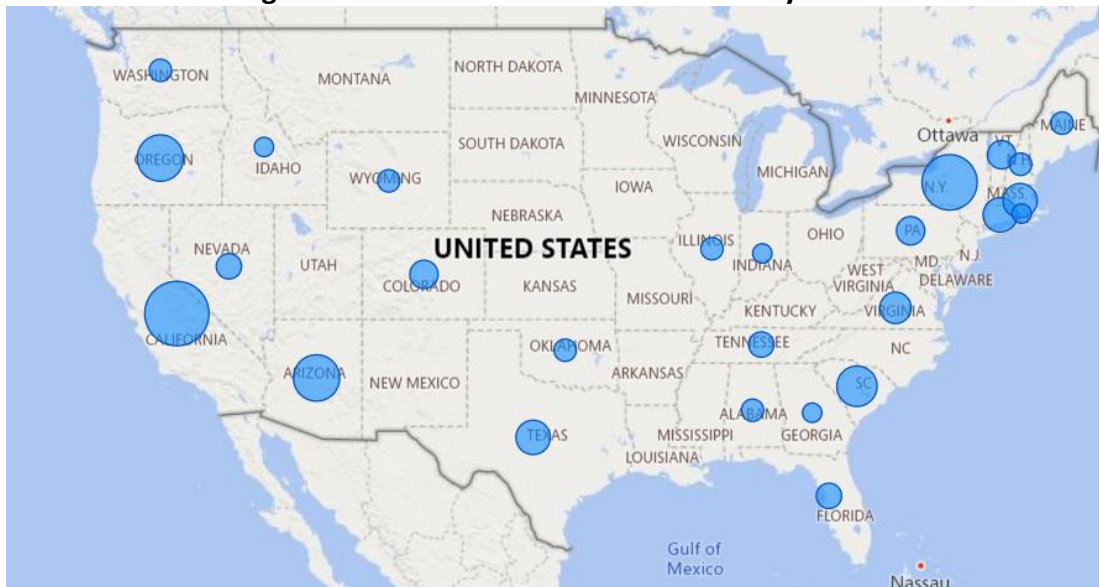 WASHINGTON
MONTANA
NORTH DAKOTA
MINNESOTA
Ottawa
MAINE
VT
N.H.
OREGON
IDAHO
SOUTH DAKOTA
WISCONSIN
MICHIGAN
WYOMING
N.Y.
MASS
IOWA
NEBRASKA
NEVADA
UTAH
UNITED STATES
ILLINOIS
INDIANA
OHIO
PA
MD.
N.J.
DELAWARE
COLORADO
KANSAS
MISSOURI
WEST
VIRGINIA
KENTUCKY
VIRGINIA
CALIFORNIA
ARIZONA
NEW MEXICO
OKLAHOMA
ARKANSAS
TENNESSEE
NC
SC
TEXAS
MISSISSIPPI
ALABAMA
GEORGIA
LOUISIANA
FLORIDA
Gulf of
Mexico
Nassau